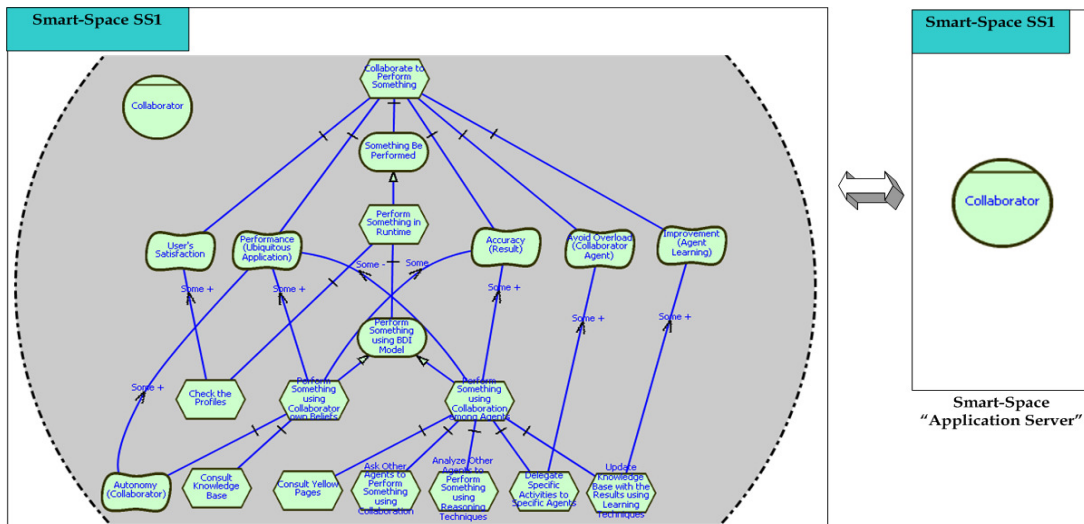 Smart-Space SS1
Smart-Space SS1
Collaborate to
Perform
Something
Collaborator
Something Be
Performed
Perform
Something in
Runtime
Collaborator
User's
Satisfaction
Performance
(Ubiquitous
Application)
Accuracy
(Result)
Avoid Overload
(Collaborator
Agent)
Improvement
(Agent
Learning)
Some -
Some
Some +
Some +
Some +
Some +
Some +
Perform
Something
using BDI
Model
Some +
Check the
Profiles
Perform
Something
using
Collaborator
own Beliefs
Perform
Something
using
Collaboration
among Agents
Smart-Space
“Application Server”
Autonomy
(Collaborator)
Consult
Knowledge
Base
Consult Yellow
Pages
Ask Other
Agents to
Perform
Something
using
Collaboration
Analyze Other
Agents to
Perform
Something
using
Reasoning
Techniques
Delegate
Specific
Activities to
Specific Agents
Update
Knowledge
Base with the
Results using
Learning
Techniques